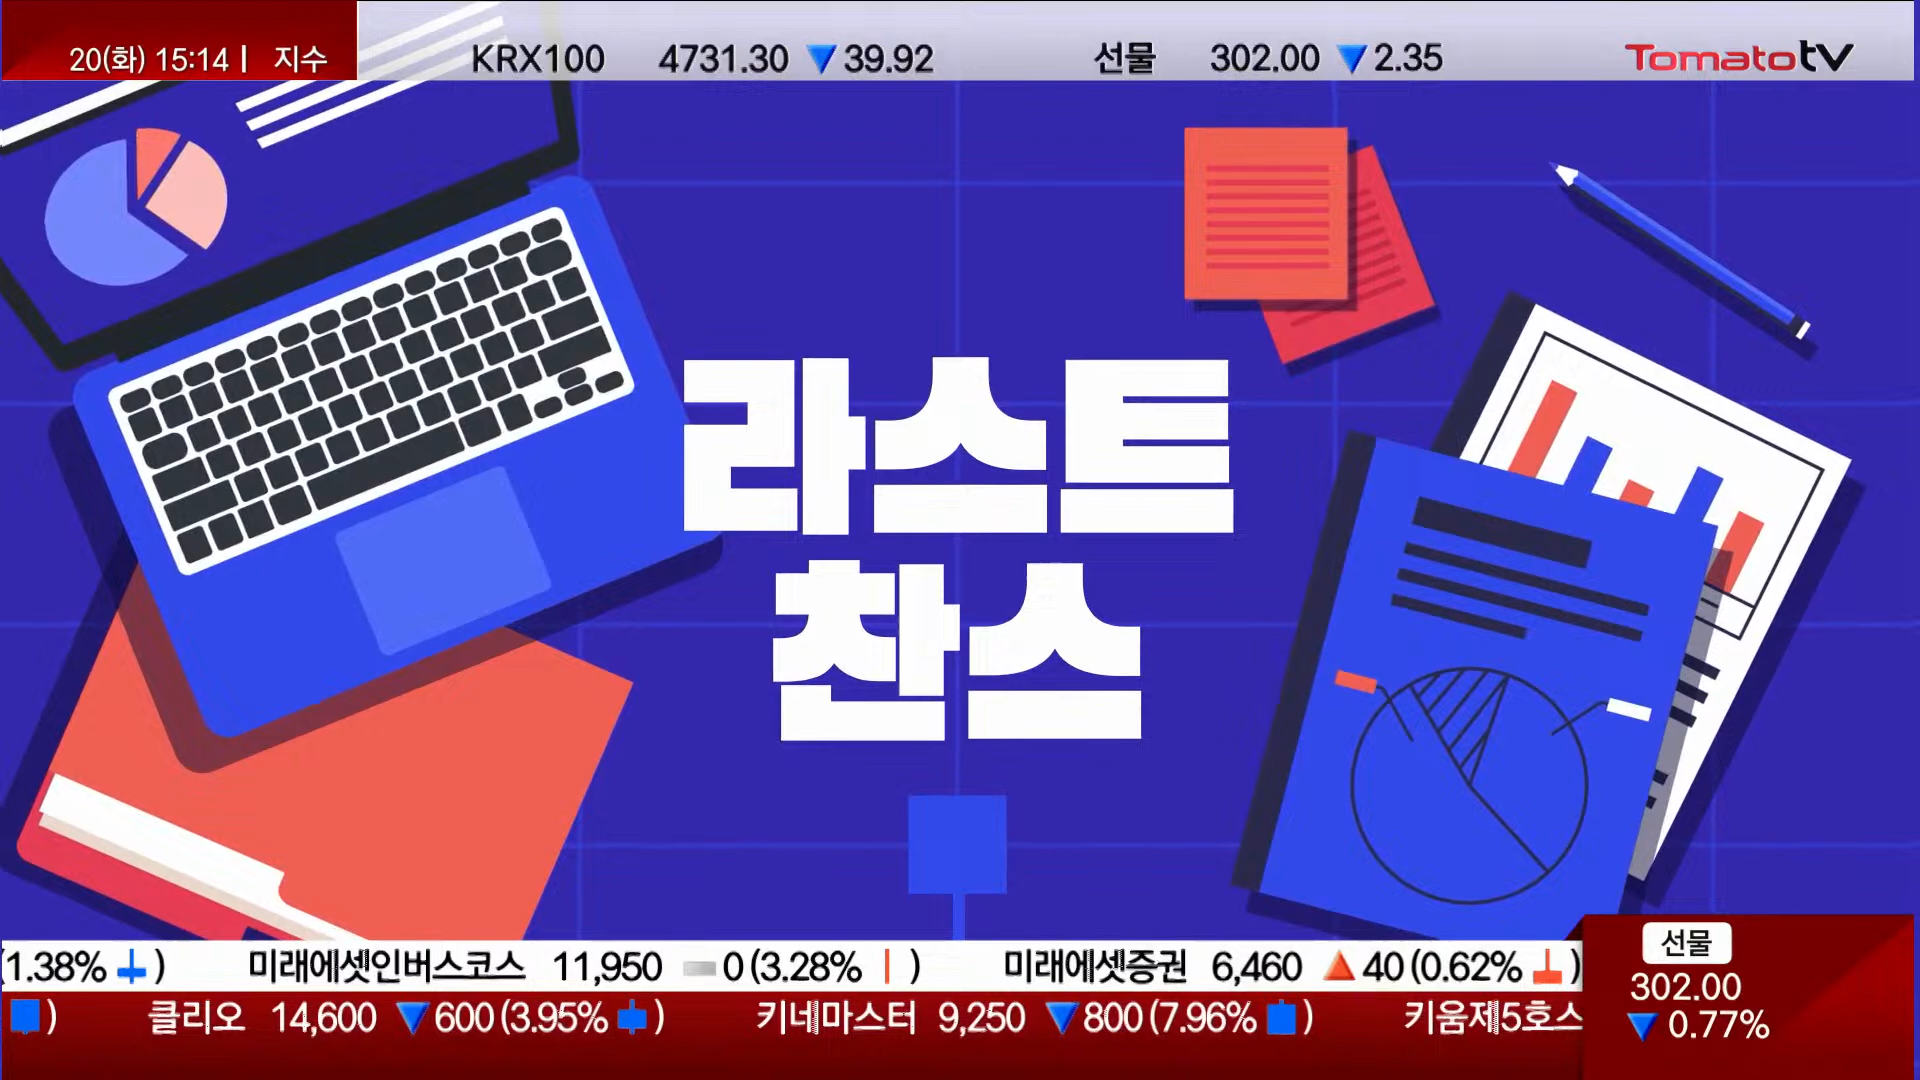 20(화) 15:14 | 지수 KRX100 4731.30 ▼39.92 선물 302.00 ▼2.35 Tomatotv
라스트
찬스
(1.38% ) 미래에셋인버스코스 11,950 0(3.28% ) 미래에셋증권 6,460 ▲40(0.62% )
) 클리오 14,600 ▼600(3.95% ) 키네마스터 9,250 ▼800(7.96% ) 키움제5호스
선물
302.00
▼ 0.77%